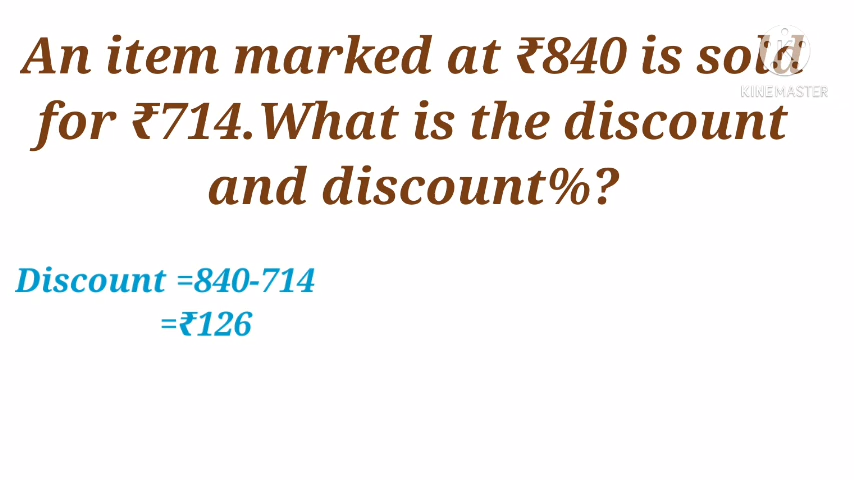 An item marked at ₹840 is sold
KINEMASTER
for ₹714.What is the discount
and discount%?
Discount =840-714
=₹126